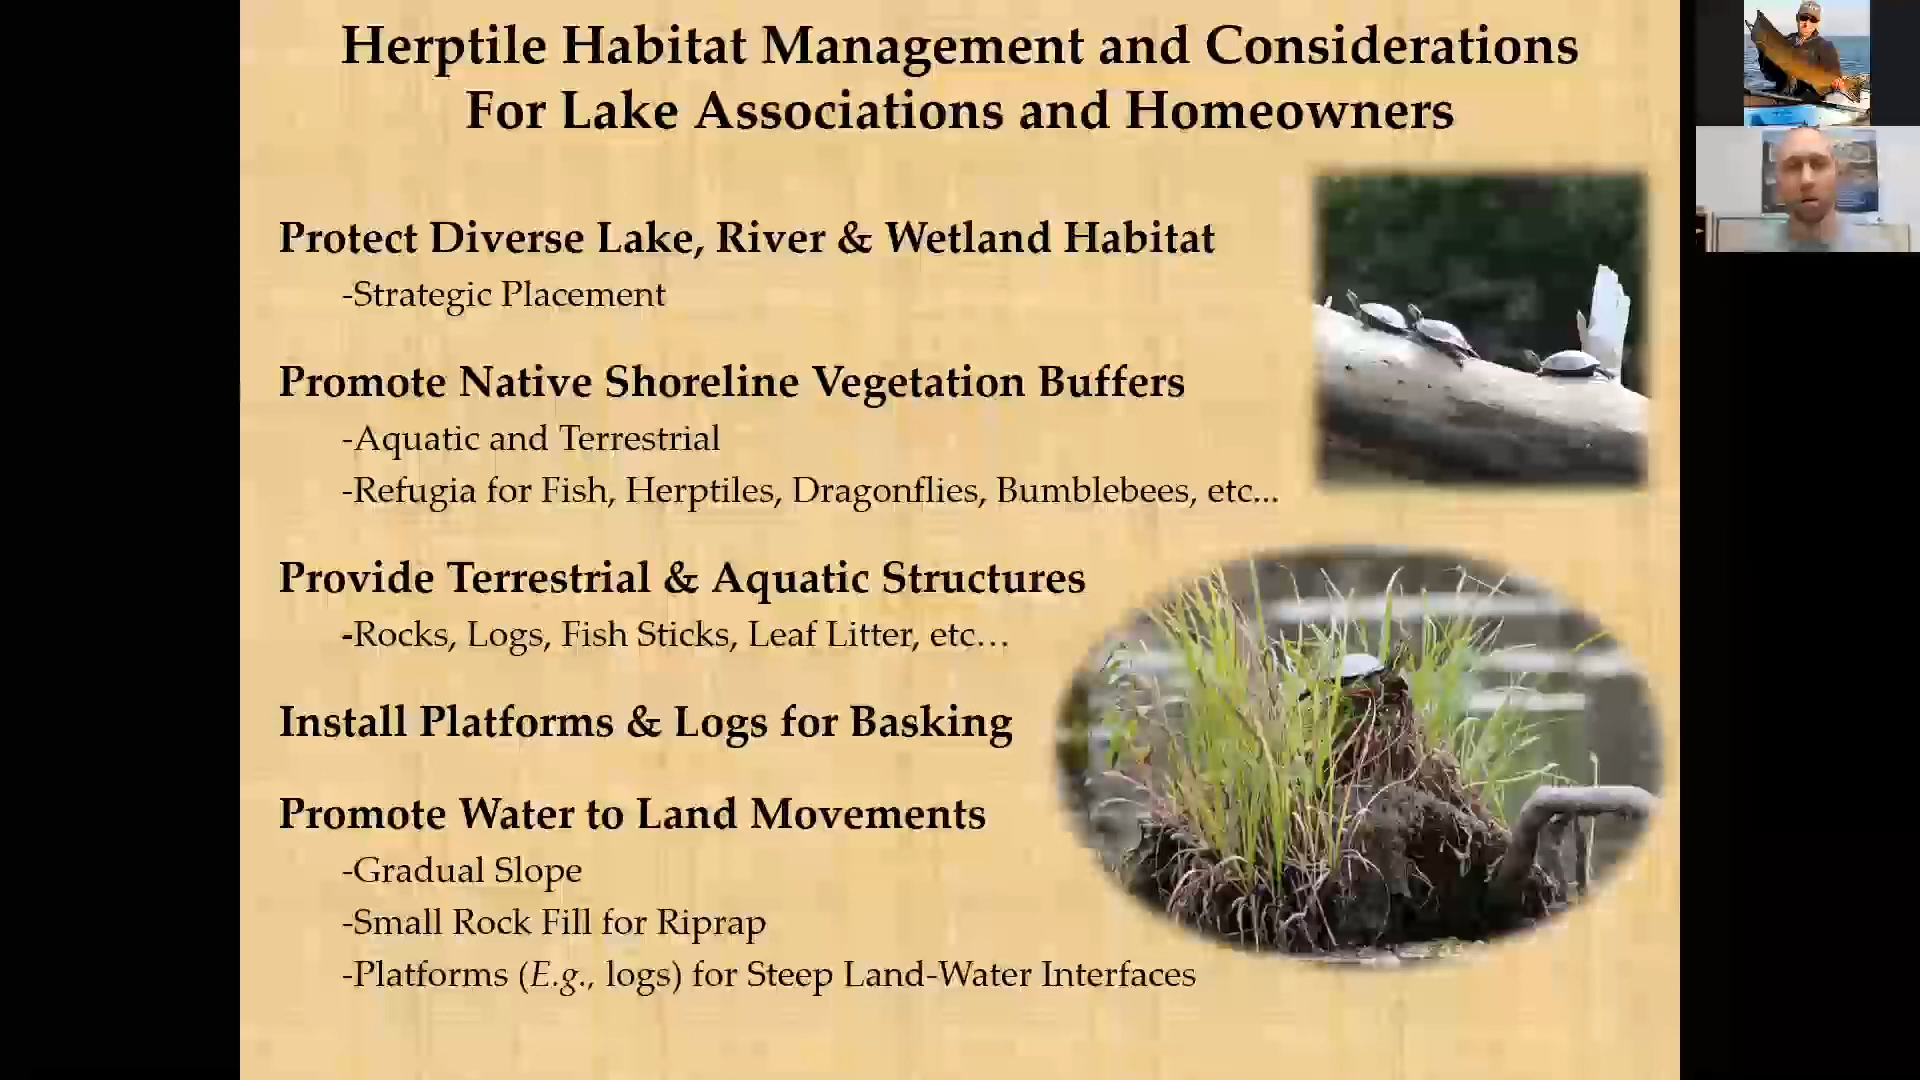 Herptile Habitat Management and Considerations
For Lake Associations and Homeowners
Protect Diverse Lake, River & Wetland Habitat
-Strategic Placement
Promote Native Shoreline Vegetation Buffers
-Aquatic and Terrestrial
-Refugia for Fish, Herptiles, Dragonflies, Bumblebees, etc...
Provide Terrestrial & Aquatic Structures
-Rocks, Logs, Fish Sticks, Leaf Litter, etc…
Install Platforms & Logs for Basking
Promote Water to Land Movements
-Gradual Slope
-Small Rock Fill for Riprap
-Platforms (E.g., logs) for Steep Land-Water Interfaces